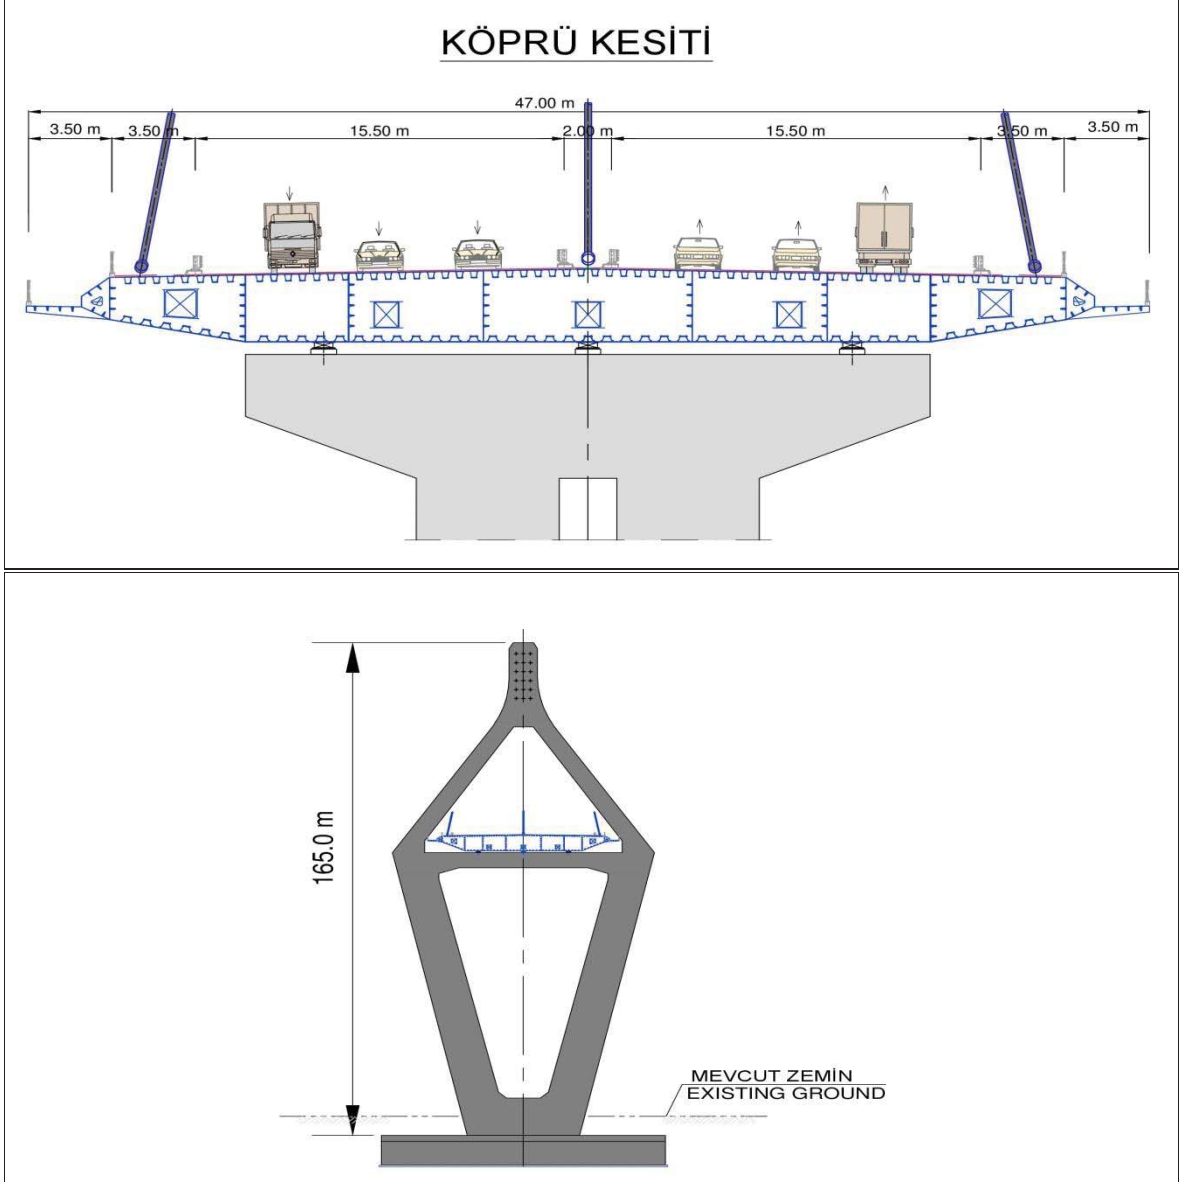 KÖPRÜ KESİTİ
47.00 m
3.50 m 3.50 m 15.50 m 2.00 m 15.50 m 3.50 m 3.50 m
165.0 m
MEVCUT ZEMİN
EXISTING GROUND